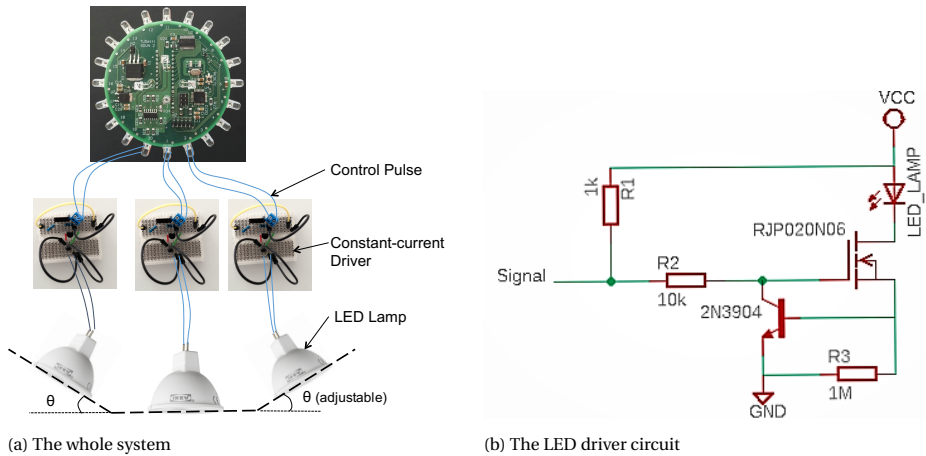 Control Pulse
Constant-current
Driver
LED Lamp
θ
θ (adjustable)
(a) The whole system
VCC
1k
R1
LED_LAMP
RJP020N06
Signal
R2
10k
2N3904
R3
1M
GND
(b) The LED driver circuit